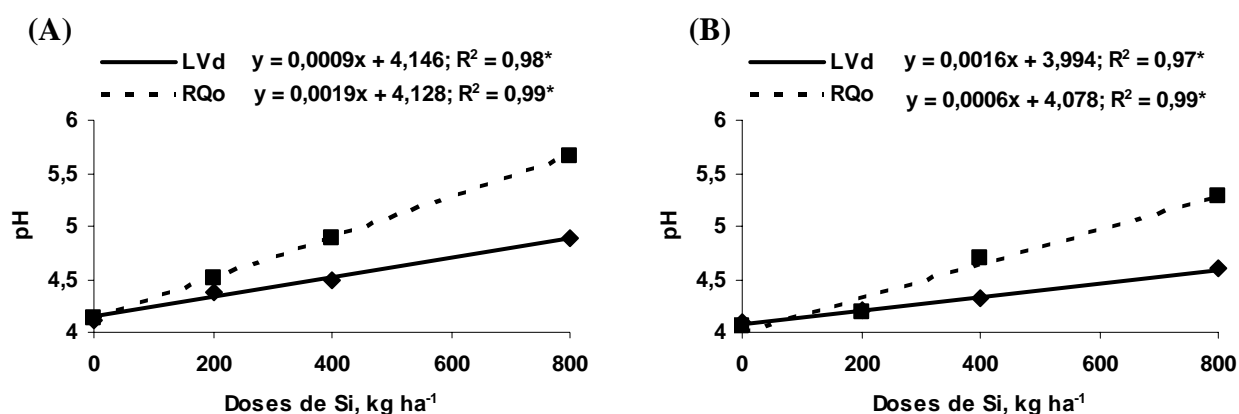 (A)
LVd y = 0,0009x + 4,146; R² = 0,98*
RQo y = 0,0019x + 4,128; R² = 0,99*
6
5,5
5
4,5
4
pH
0 200 400 600 800
Doses de Si, kg ha⁻¹
(B)
LVd y = 0,0016x + 3,994; R² = 0,97*
RQo y = 0,0006x + 4,078; R² = 0,99*
6
5,5
5
4,5
4
pH
0 200 400 600 800
Doses de Si, kg ha⁻¹